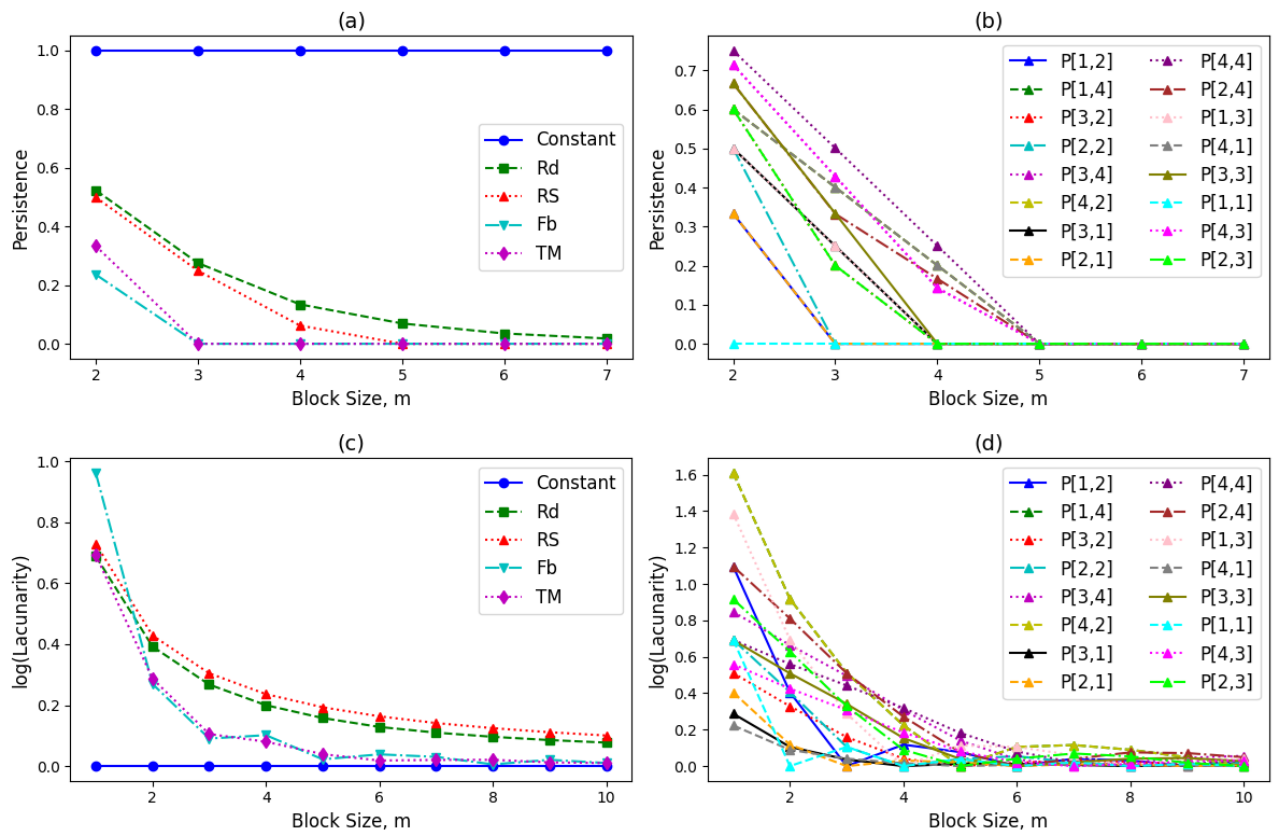 (a)
Persistence
1.0
0.8
0.6
0.4
0.2
0.0
2 3 4 5 6 7
Block Size, m
Constant
Rd
RS
Fb
TM
(b)
Persistence
0.7
0.6
0.5
0.4
0.3
0.2
0.1
0.0
2 3 4 5 6 7
Block Size, m
P[1,2] P[4,4]
P[1,4] P[2,4]
P[3,2] P[1,3]
P[2,2] P[4,1]
P[3,4] P[3,3]
P[4,2] P[1,1]
P[3,1] P[4,3]
P[2,1] P[2,3]
(c)
log(Lacunarity)
1.0
0.8
0.6
0.4
0.2
0.0
2 4 6 8 10
Block Size, m
Constant
Rd
RS
Fb
TM
(d)
log(Lacunarity)
1.6
1.4
1.2
1.0
0.8
0.6
0.4
0.2
0.0
2 4 6 8 10
Block Size, m
P[1,2] P[4,4]
P[1,4] P[2,4]
P[3,2] P[1,3]
P[2,2] P[4,1]
P[3,4] P[3,3]
P[4,2] P[1,1]
P[3,1] P[4,3]
P[2,1] P[2,3]